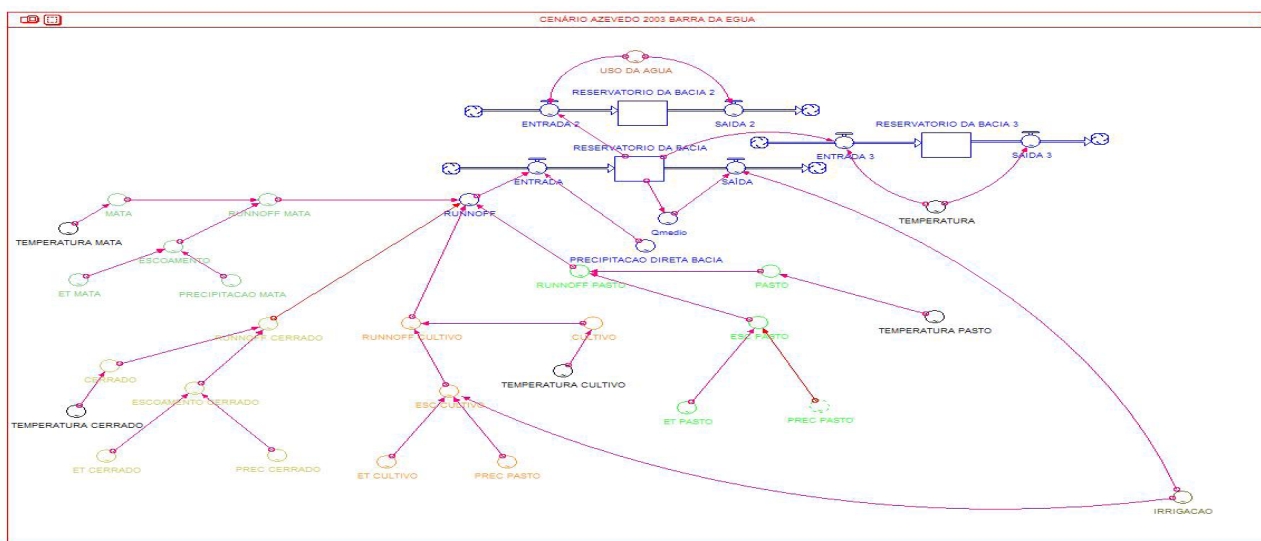 CENÁRIO AZEVEDO 2003 BARRA DA EGUA
USO DA AGUA
RESERVATORIO DA BACIA 2
ENTRADA 2
SAIDA 2
RESERVATORIO DA BACIA 3
ENTRADA 3
SAIDA 3
RESERVATORIO DA BACIA
ENTRADA
SAÍDA
MATA
RUNNOFF MATA
RUNNOFF
TEMPERATURA
Qmedio
TEMPERATURA MATA
ESCOAMENTO
PRECIPITACAO DIRETA BACIA
ET MATA
PRECIPITACAO MATA
RUNNOFF PASTO
PASTO
RUNOFF CERRADO
RUNNOFF CULTIVO
CULTIVO
ESC PASTO
TEMPERATURA PASTO
CERRADO
TEMPERATURA CULTIVO
ESCOAMENTO CERRADO
ESC CULTIVO
TEMPERATURA CERRADO
ET PASTO
PREC PASTO
ET CERRADO
PREC CERRADO
ET CULTIVO
PREC PASTO
IRRIGACAO